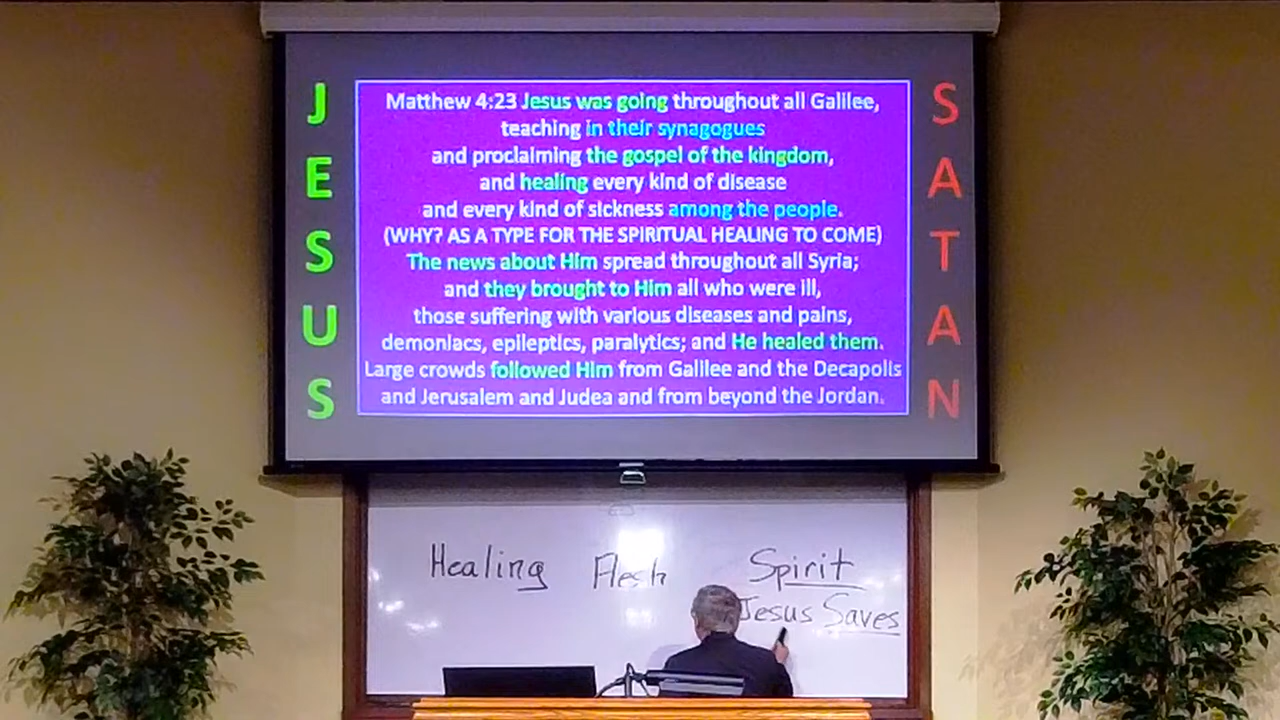 JESUS
Matthew 4:23 Jesus was going throughout all Galilee,
teaching in their synagogues
and proclaiming the gospel of the kingdom,
and healing every kind of disease
and every kind of sickness among the people.
(WHY? AS A TYPE FOR THE SPIRITUAL HEALING TO COME)
The news about Him spread throughout all Syria;
and they brought to Him all who were ill,
those suffering with various diseases and pains,
demoniacs, epileptics, paralytics; and He healed them.
Large crowds followed Him from Galilee and the Decapolis
and Jerusalem and Judea and from beyond the Jordan.
SATAN
Healing Flesh Spirit
Jesus Saves